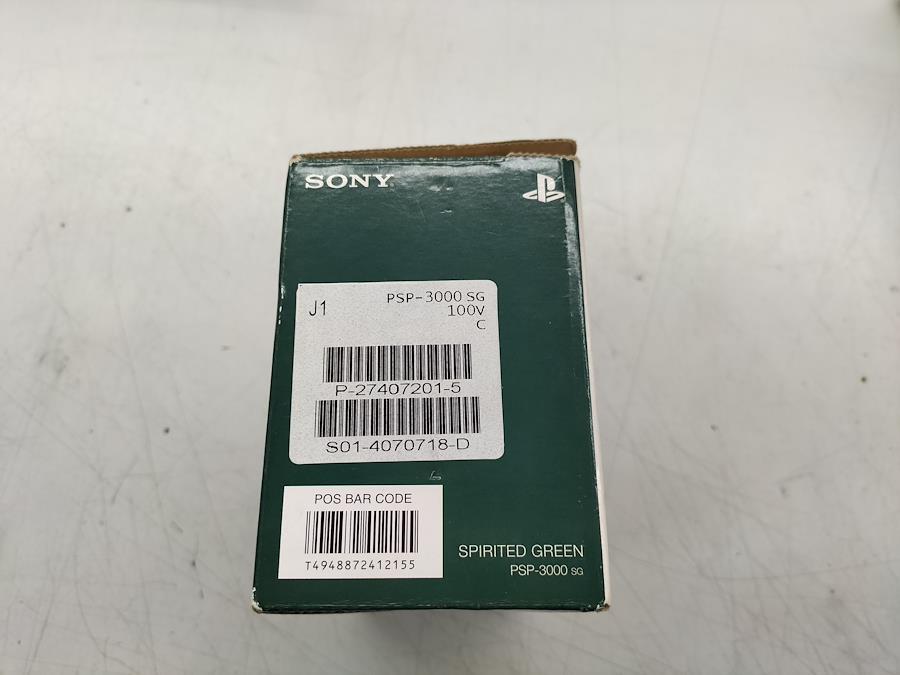 SONY
J1
PSP-3000 SG
100V
C
P-27407201-5
S01-4070718-D
POS BAR CODE
T4948872412155
SPIRITED GREEN
PSP-3000 SG